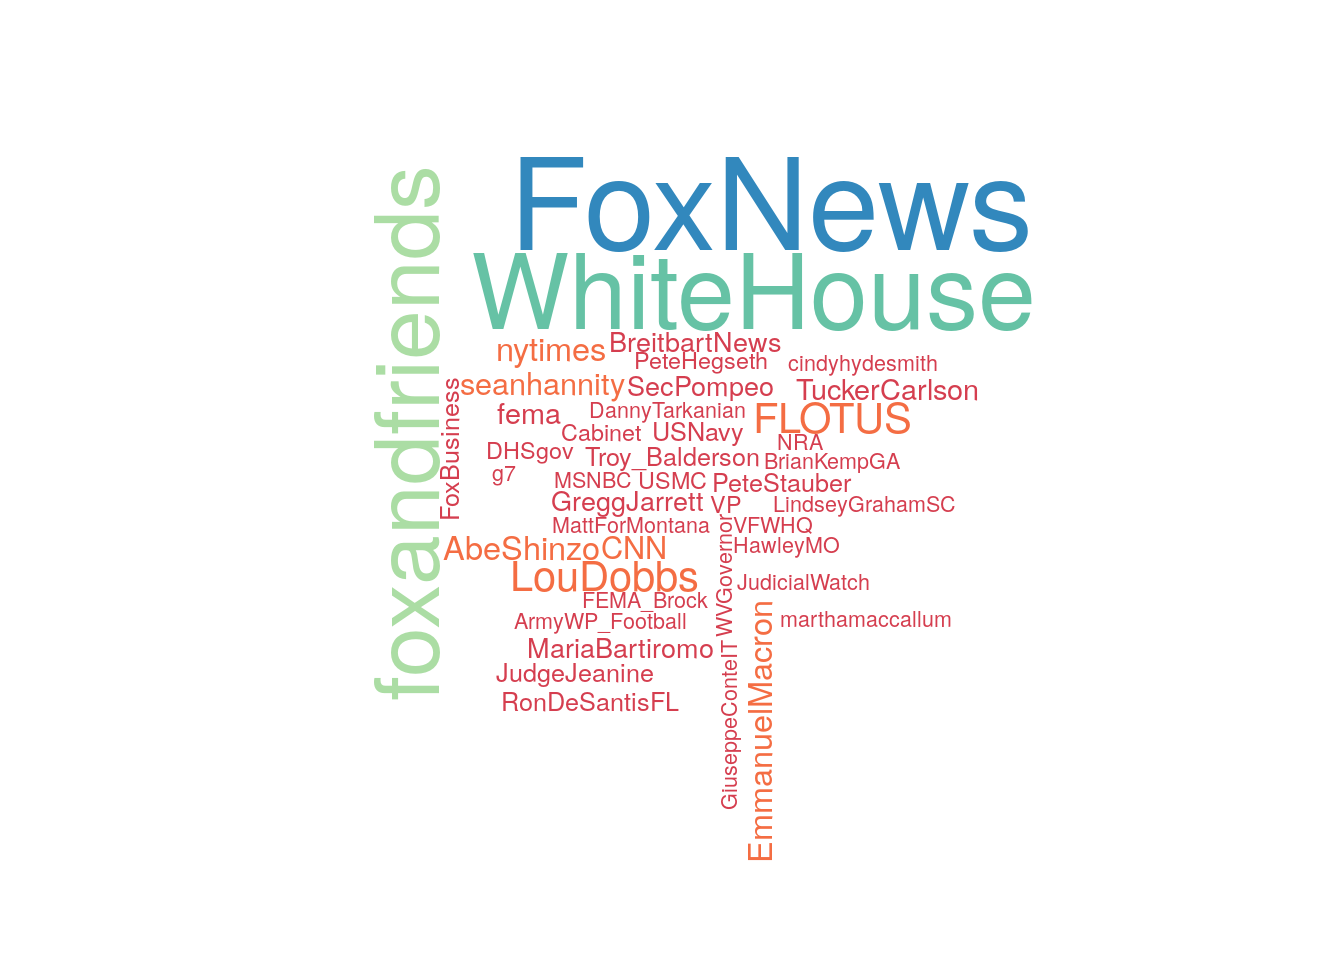 foxandfriends
FoxNews
WhiteHouse
nytimes
BreitbartNews
PeteHegseth
cindyhydesmith
seanhannity
SecPompeo
TuckerCarlson
FoxBusiness
fema
DannyTarkanian
FLOTUS
Cabinet
USNavy
NRA
DHSgov
Troy_Balderson
BrianKempGA
g7
MSNBC
USMC
PeteStauber
GreggJarrett
VP
LindseyGrahamSC
MattForMontana
VFWHQ
WVGovernor
AbeShinzo
CNN
HawleyMO
LouDobbs
JudicialWatch
FEMA_Brock
ArmyWP_Football
marthamaccallum
MariaBartiromo
GiuseppeConteIT
EmmanuelMacron
JudgeJeanine
RonDeSantisFL